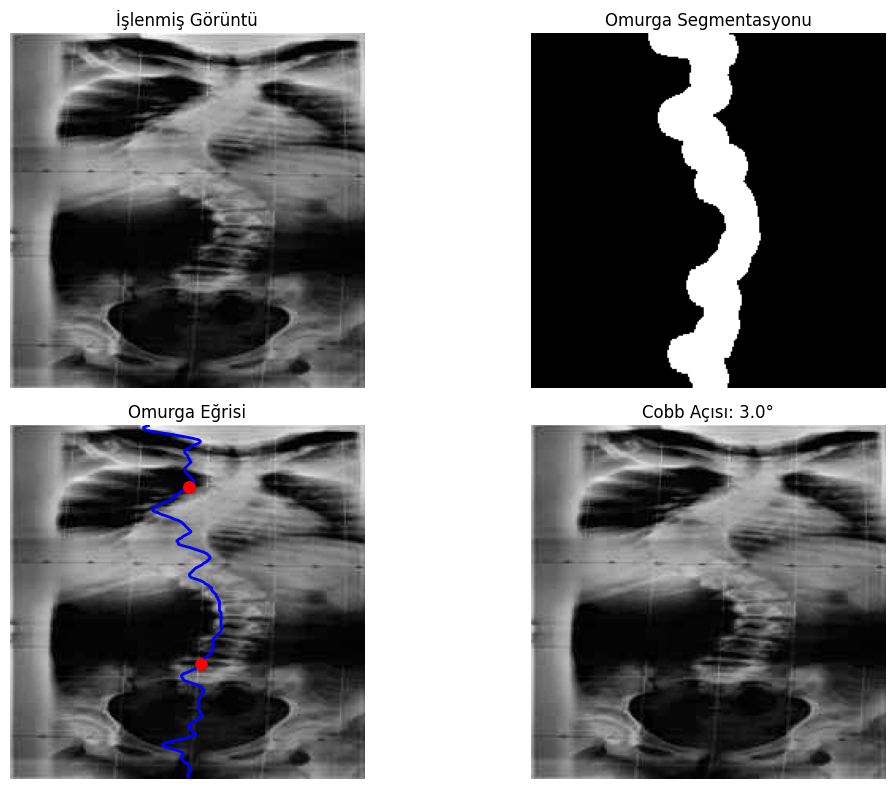 İşlenmiş Görüntü
Omurga Segmentasyonu
Omurga Eğrisi
Cobb Açısı: 3.0°